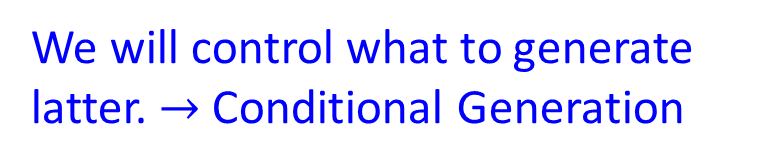 We will control what to generate
latter. → Conditional Generation